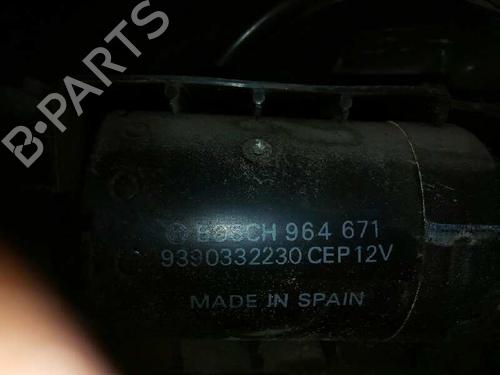 B-PARTS
BOSCH 964 671
9390332230 CEP 12V
MADE IN SPAIN